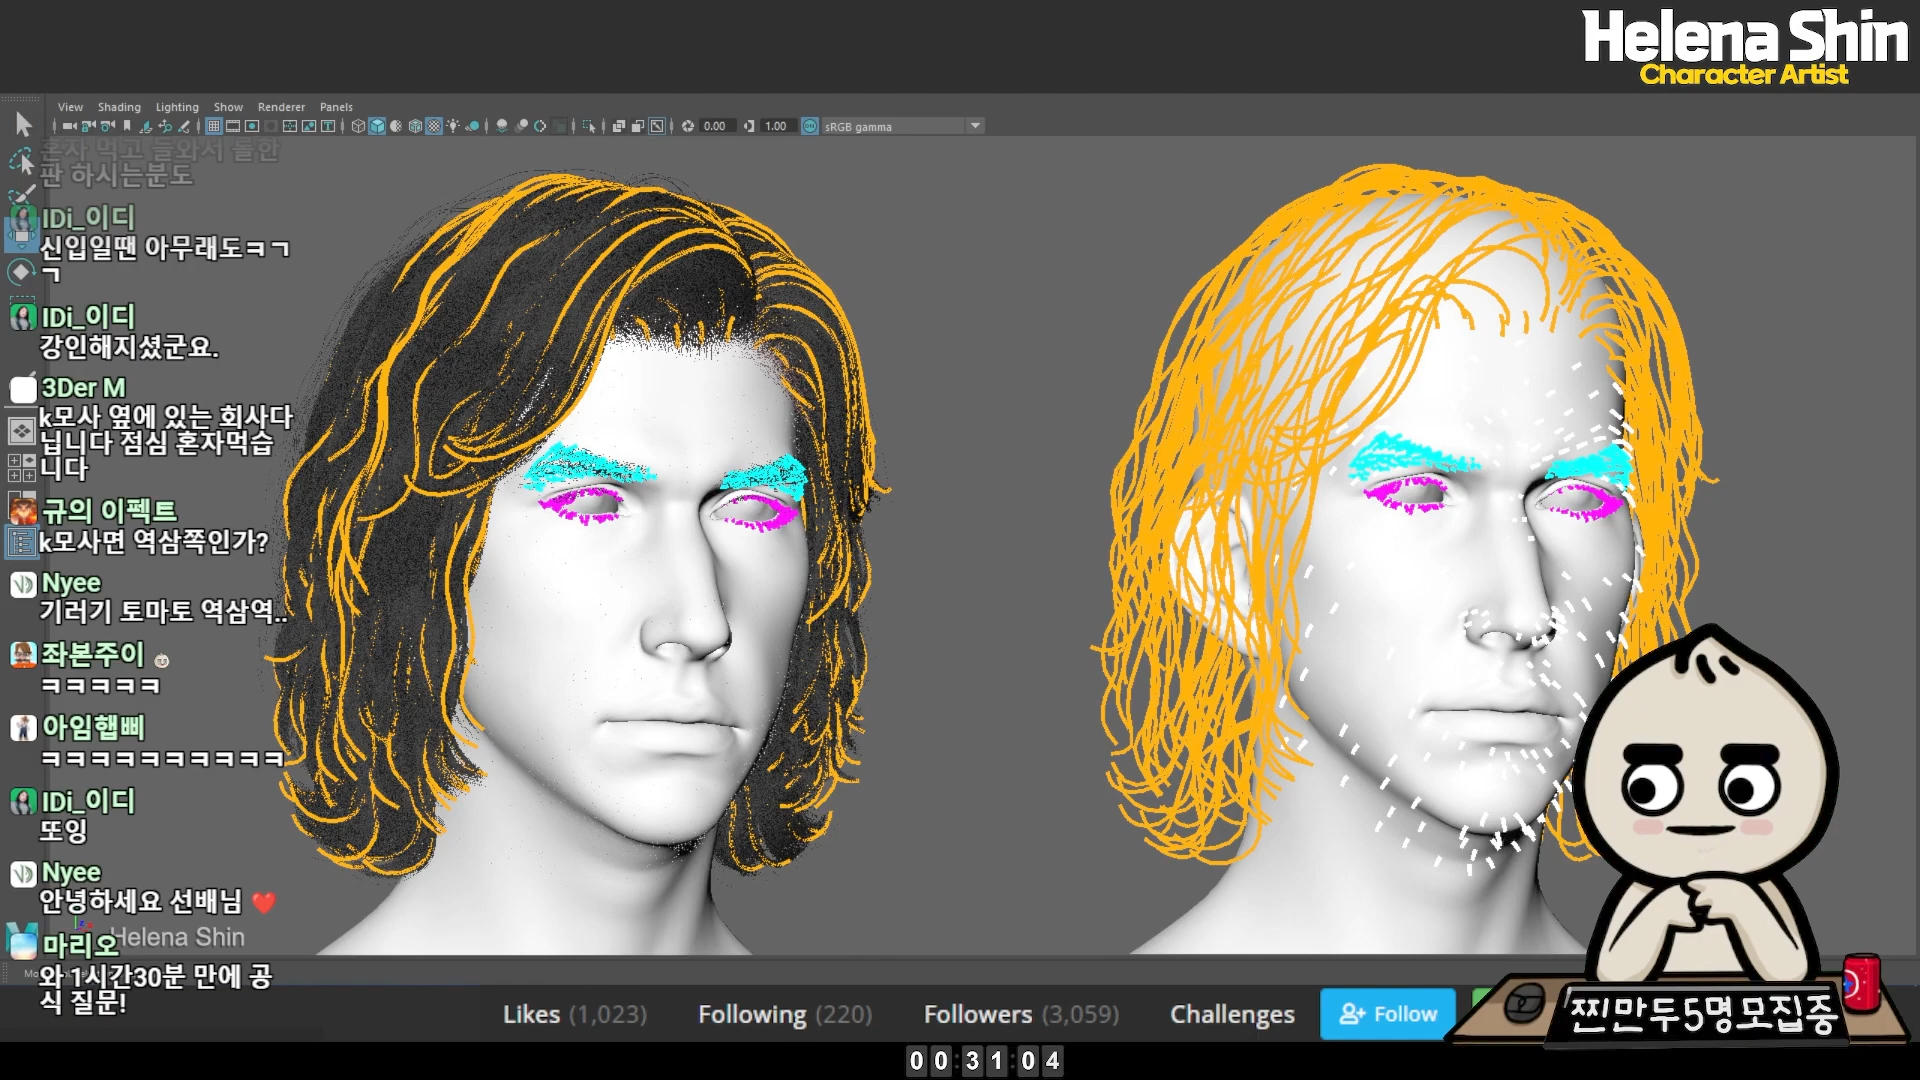 Helena Shin
Character Artist
View Shading Lighting Show Renderer Panels
0.00 1.00 sRGB gamma
혼자 먹고 들와서 롤한
판 하시는분도
IDi_이디
신입일땐 아무래도ㅋㄱ
ㄱ
IDi_이디
강인해지셨군요.
3Der M
k모사 옆에 있는 회사다
닙니다 점심 혼자먹습
니다
규의 이펙트
k모사면 역삼쪽인가?
Nyee
기러기 토마토 역삼역..
좌본주이
ㅋㅋㅋㅋㅋ
아임햅삐
ㅋㅋㅋㅋㅋㅋㅋㅋㅋㅋ
IDi_이디
또잉
Nyee
안녕하세요 선배님 ❤️
Helena Shin
마리오
와 1시간30분 만에 공
식 질문!
Likes (1,023) Following (220) Followers (3,059) Challenges Follow
찐만두5명모집중
00:31:04